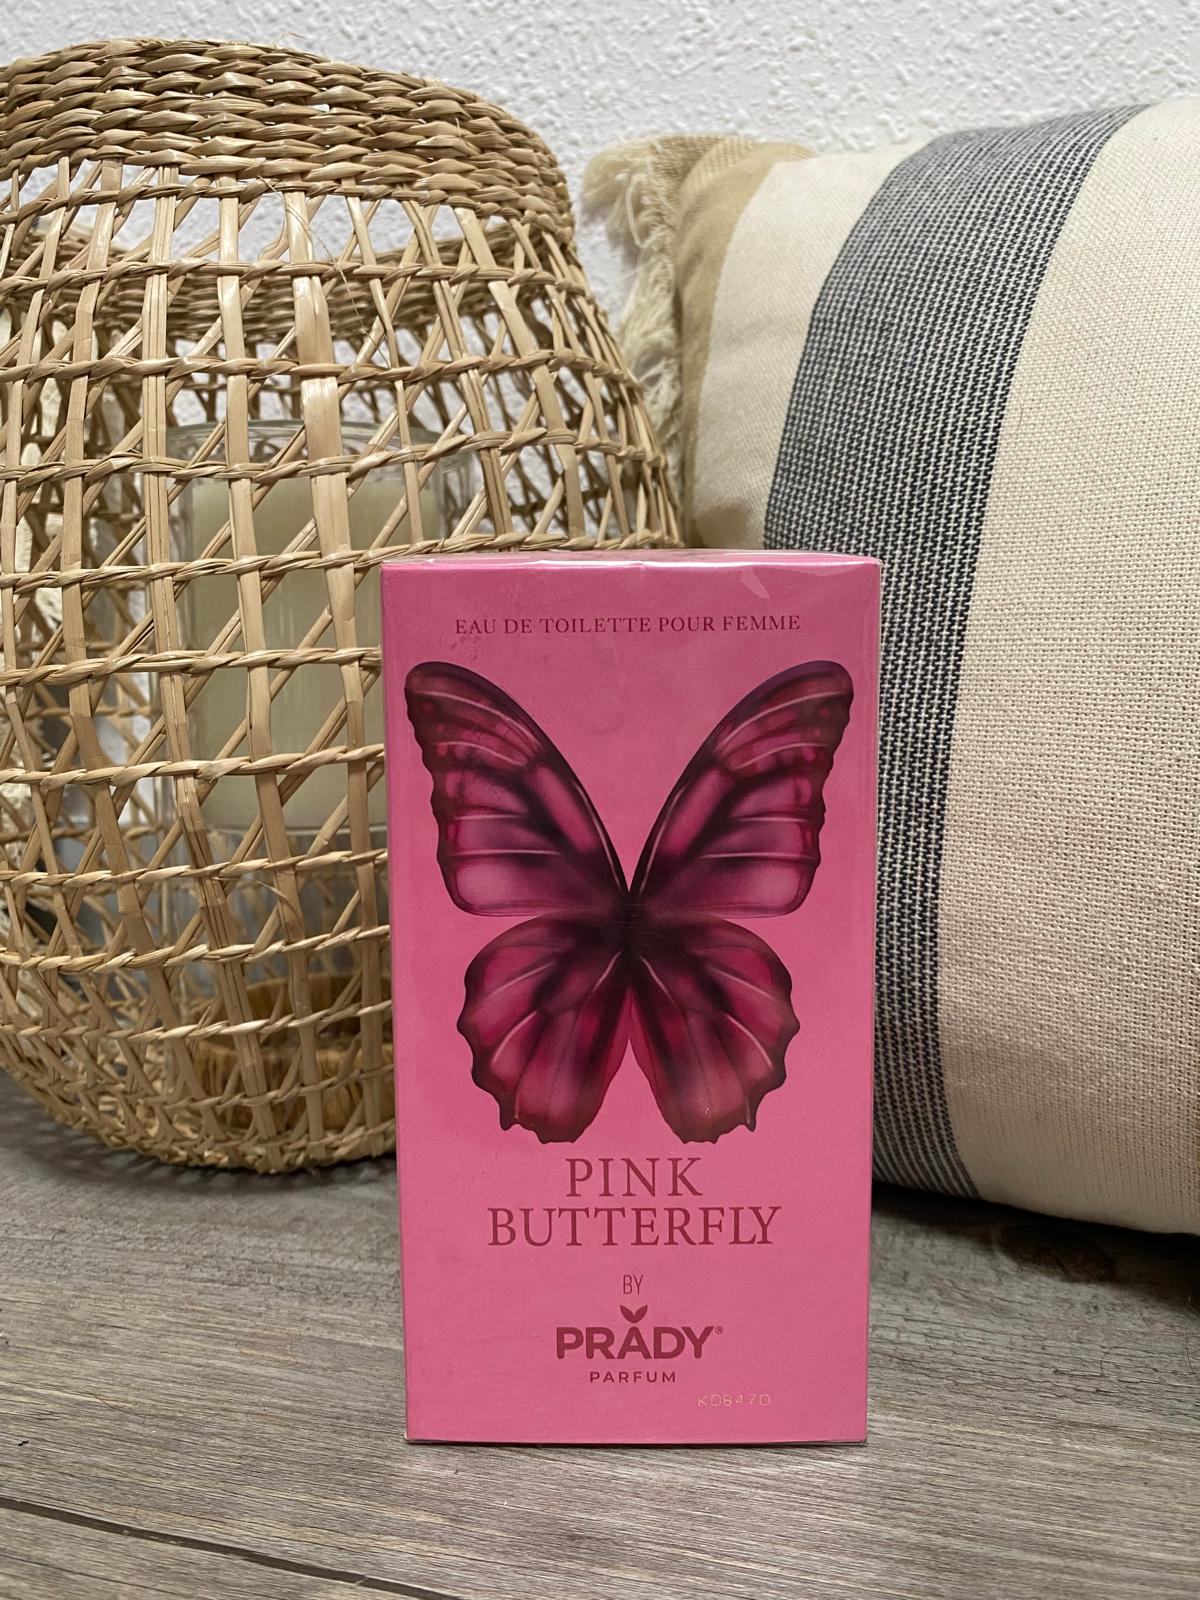 EAU DE TOILETTE POUR FEMME
PINK
BUTTERFLY
BY
PRADY®
PARFUM
K08470